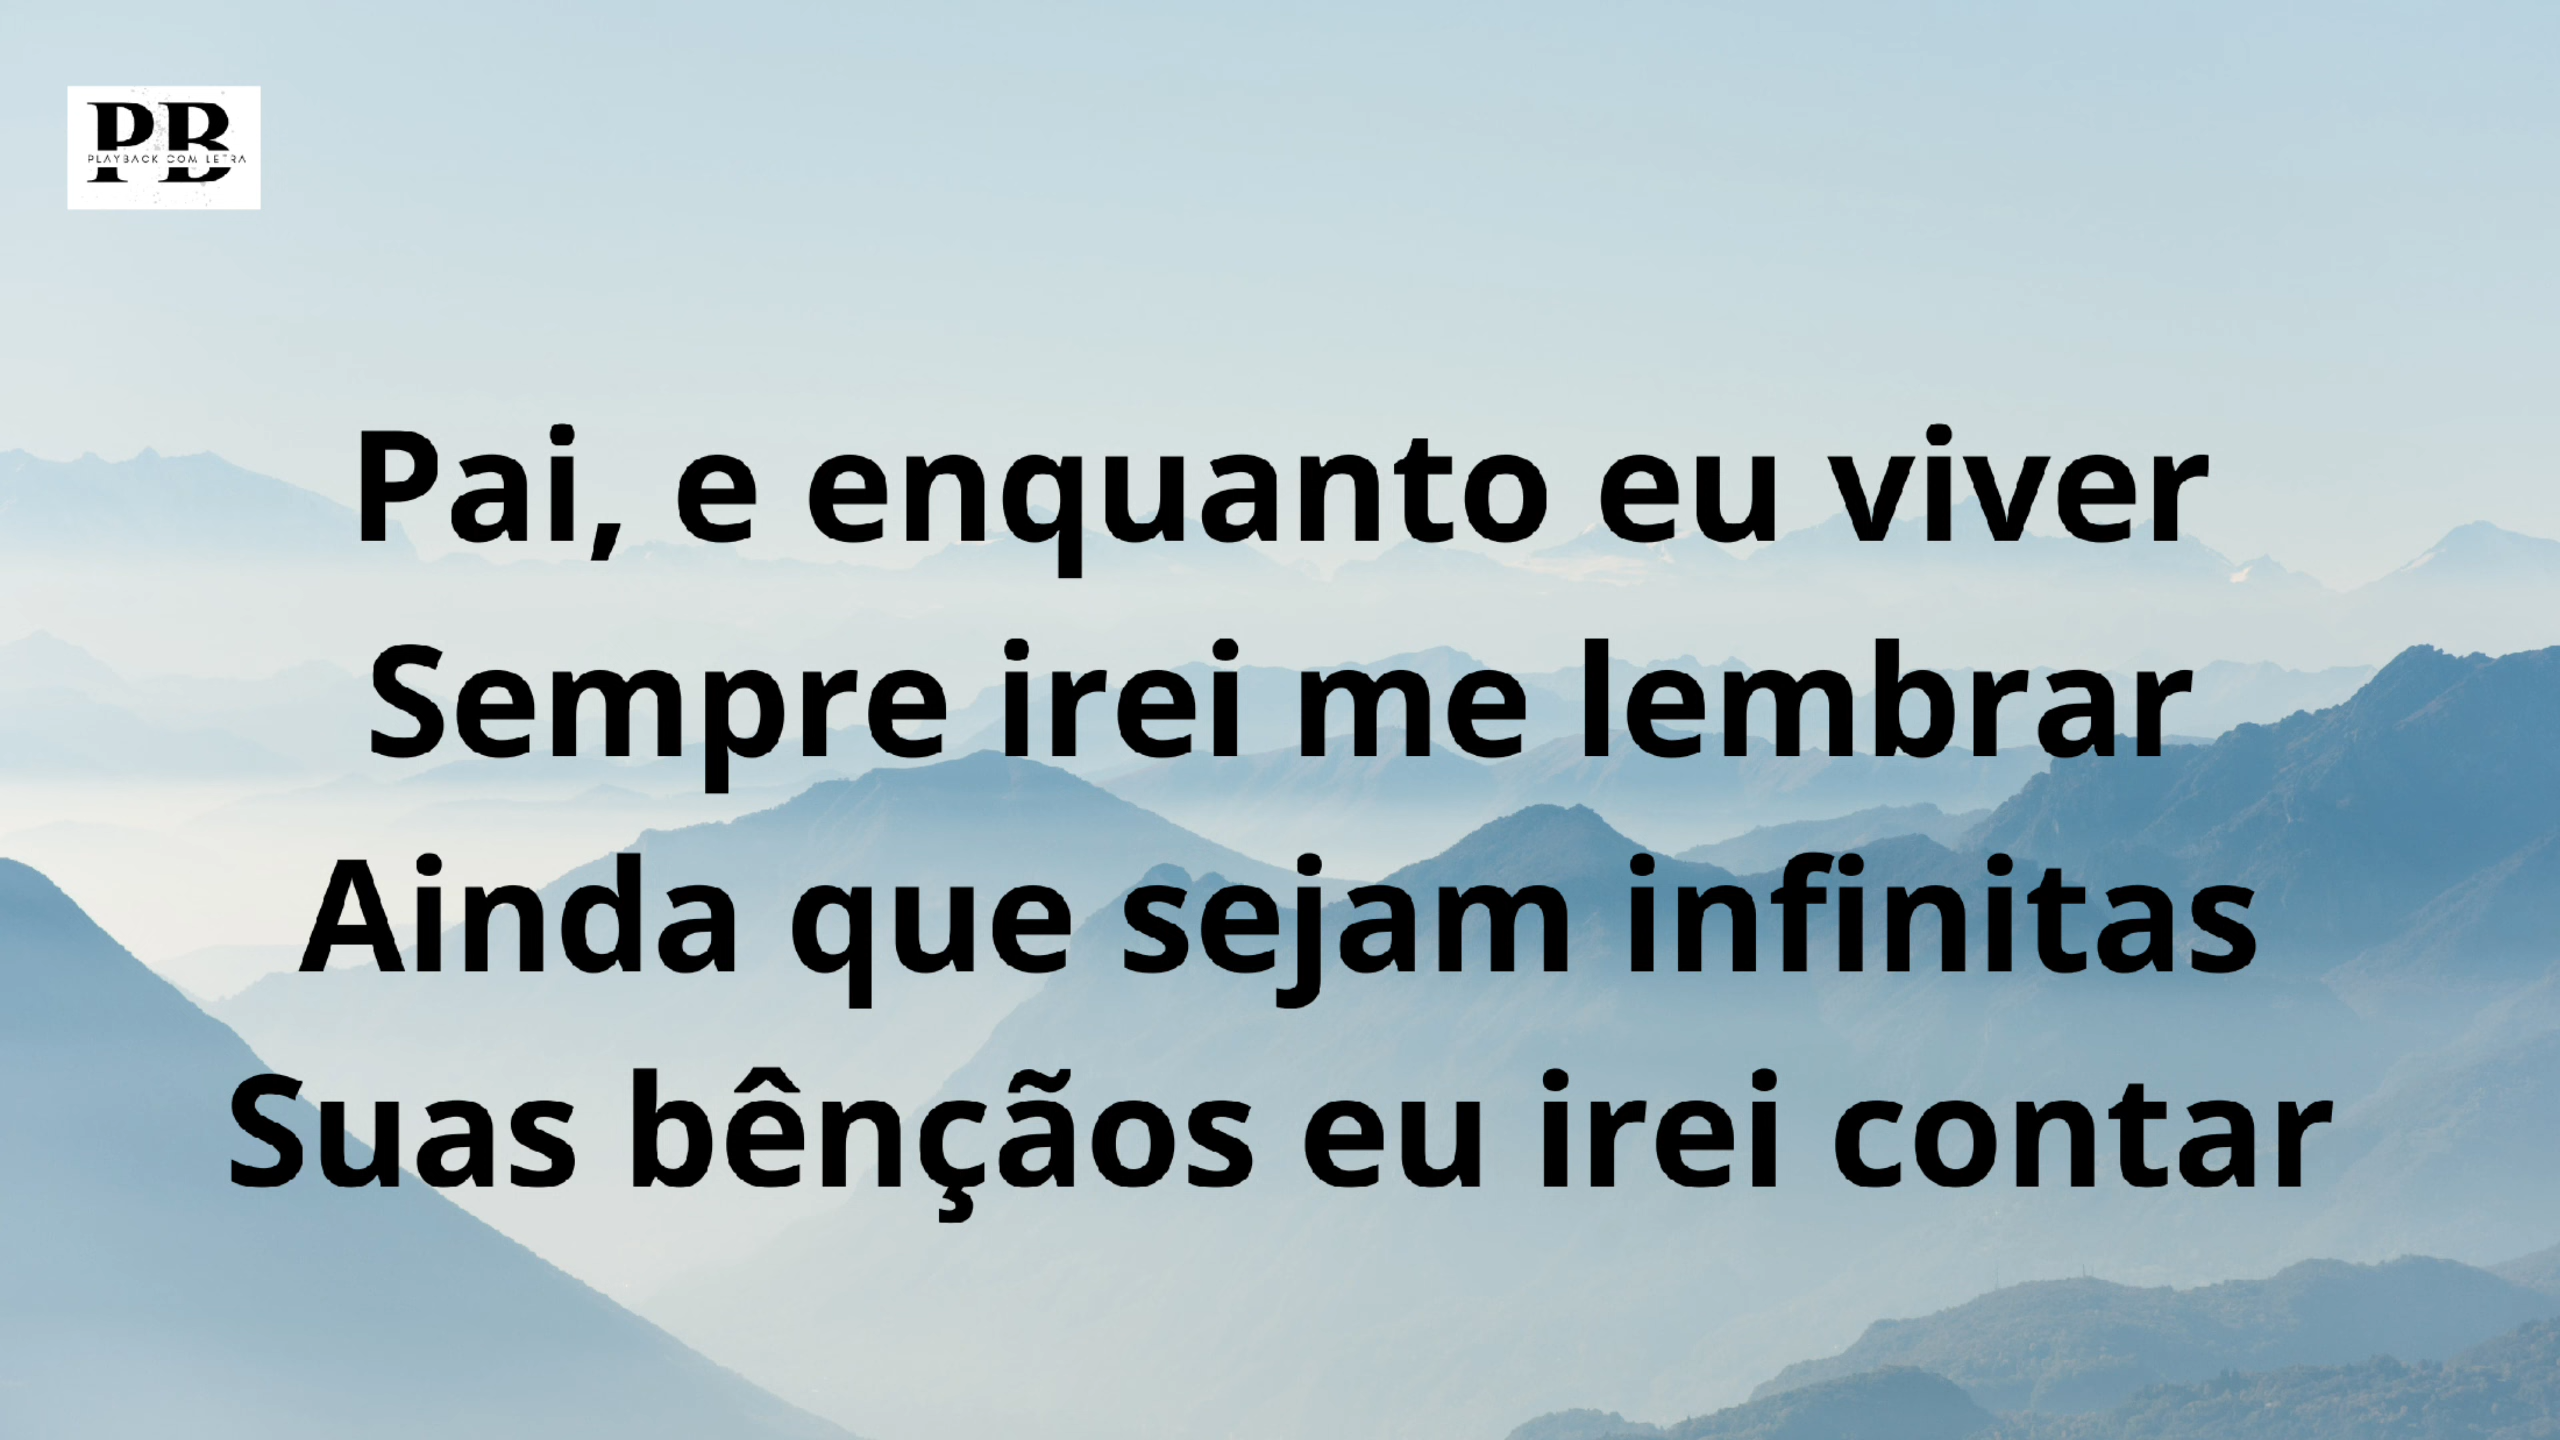 PB
PLAYBACK COM LETRA
Pai, e enquanto eu viver
Sempre irei me lembrar
Ainda que sejam infinitas
Suas bênçãos eu irei contar